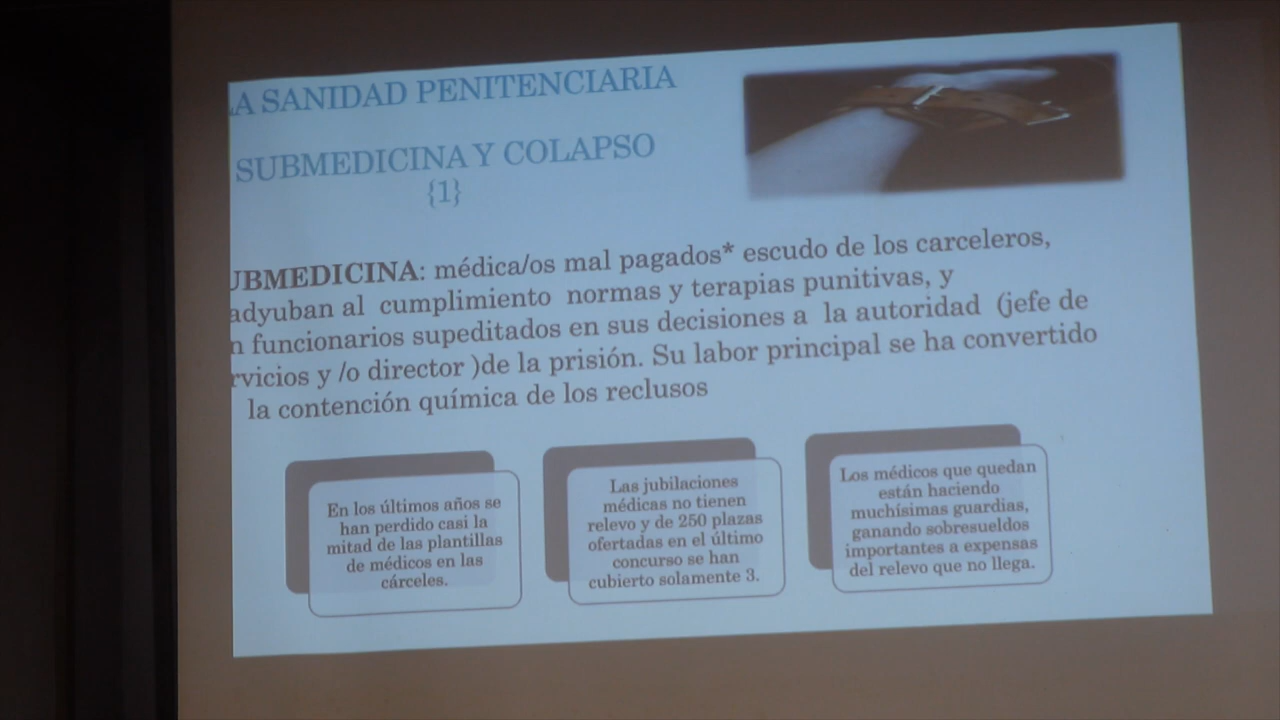 LA SANIDAD PENITENCIARIA
SUBMEDICINA Y COLAPSO
{1}
UBMEDICINA: médica/os mal pagados* escudo de los carceleros,
adyuban al cumplimiento normas y terapias punitivas, y
n funcionarios supeditados en sus decisiones a la autoridad (jefe de
rvicios y /o director )de la prisión. Su labor principal se ha convertido
la contención química de los reclusos
En los últimos años se
han perdido casi la
mitad de las plantillas
de médicos en las
cárceles.
Las jubilaciones
médicas no tienen
relevo y de 250 plazas
ofertadas en el último
concurso se han
cubierto solamente 3.
Los médicos que quedan
están haciendo
muchísimas guardias,
ganando sobresueldos
importantes a expensas
del relevo que no llega.